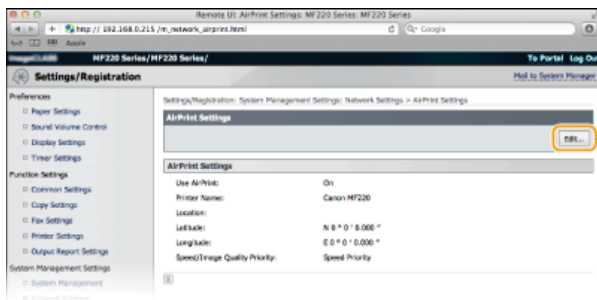 Remote UI: AirPrint Settings: MF220 Series: MF220 Series
http://192.168.0.215/m_network_airprint.html
Google
Apple
MF220 Series/MF220 Series/
To Portal Log Ou
Settings/Registration
Mail to System Manager
Preferences
Paper Settings
Sound Volume Control
Display Settings
Timer Settings
Function Settings
Common Settings
Copy Settings
Fax Settings
Printer Settings
Output Report Settings
System Management Settings
System Management
Network Settings
Settings/Registration: System Management Settings: Network Settings > AirPrint Settings
AirPrint Settings
Edit...
AirPrint Settings
Use AirPrint: On
Printer Name: Canon MF220
Location:
Latitude: N 0 ° 0 ' 0.000 "
Longitude: E 0 ° 0 ' 0.000 "
Speed/Image Quality Priority: Speed Priority